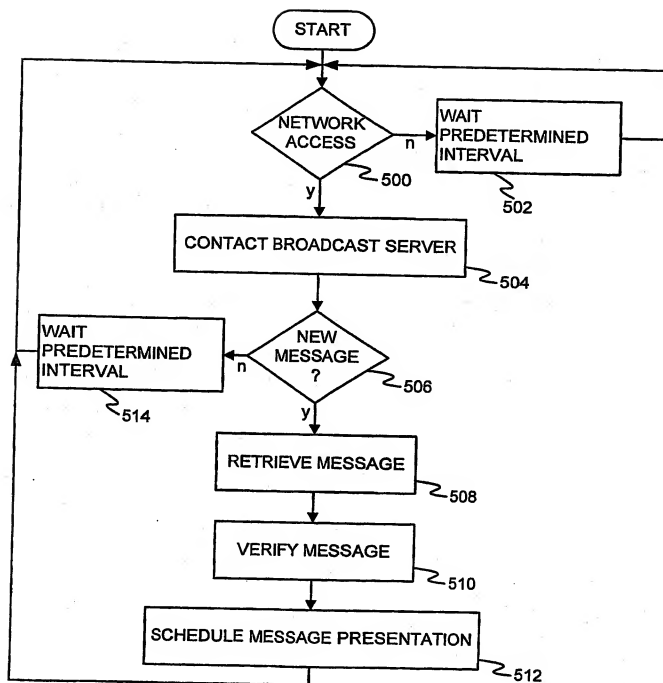 START
NETWORK
ACCESS
n
WAIT
PREDETERMINED
INTERVAL
500
502
y
CONTACT BROADCAST SERVER
504
WAIT
PREDETERMINED
INTERVAL
NEW
MESSAGE
?
n
506
514
y
RETRIEVE MESSAGE
508
VERIFY MESSAGE
510
SCHEDULE MESSAGE PRESENTATION
512